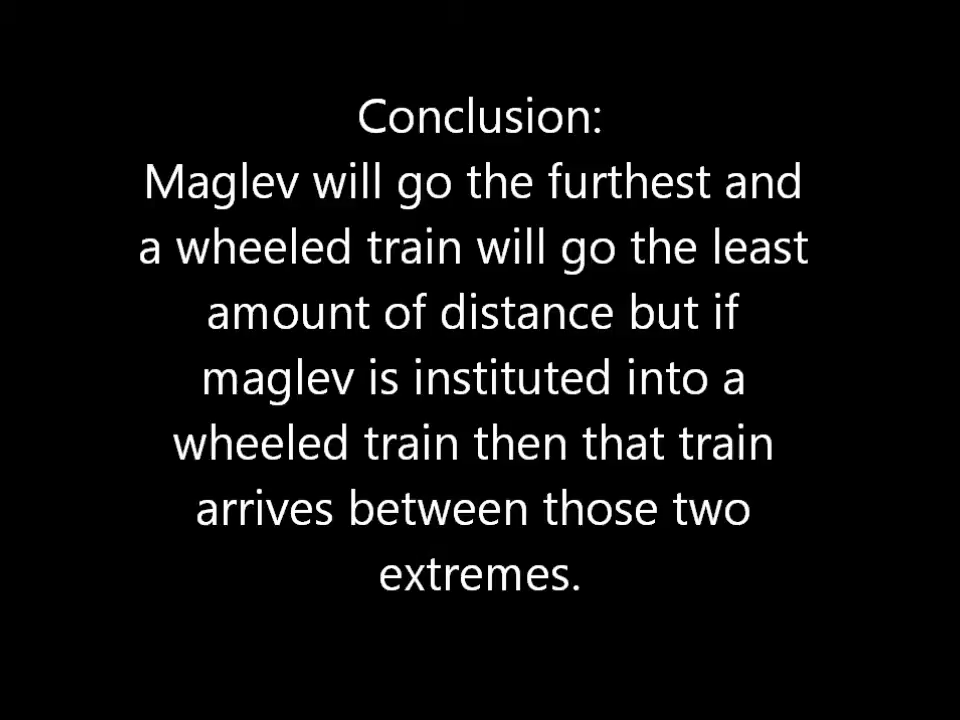 Conclusion:
Maglev will go the furthest and
a wheeled train will go the least
amount of distance but if
maglev is instituted into a
wheeled train then that train
arrives between those two
extremes.